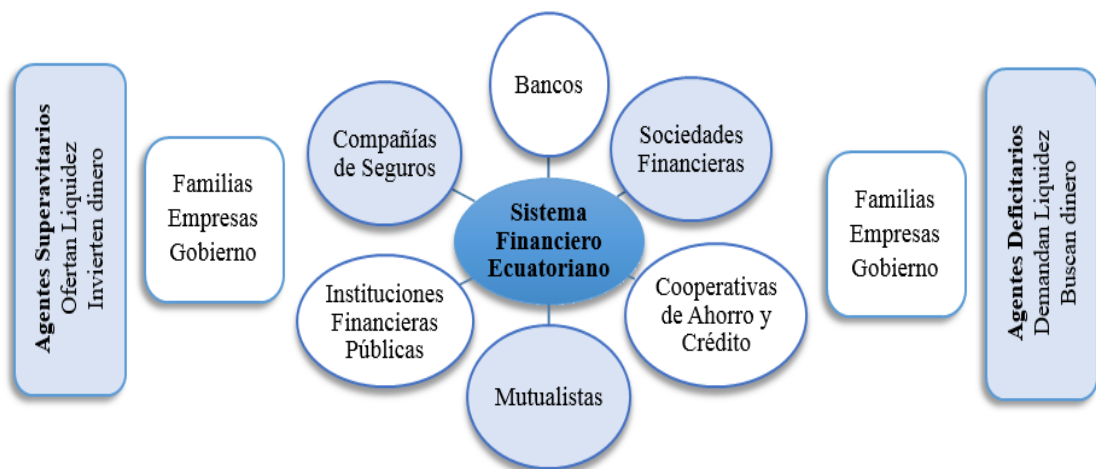 Agentes Superavitarios
Ofertan Liquidez
Invierten dinero
Familias
Empresas
Gobierno
Bancos
Compañías
de Seguros
Sociedades
Financieras
Sistema
Financiero
Ecuatoriano
Instituciones
Financieras
Públicas
Cooperativas
de Ahorro y
Crédito
Mutualistas
Familias
Empresas
Gobierno
Agentes Deficitarios
Demandan Liquidez
Buscan dinero